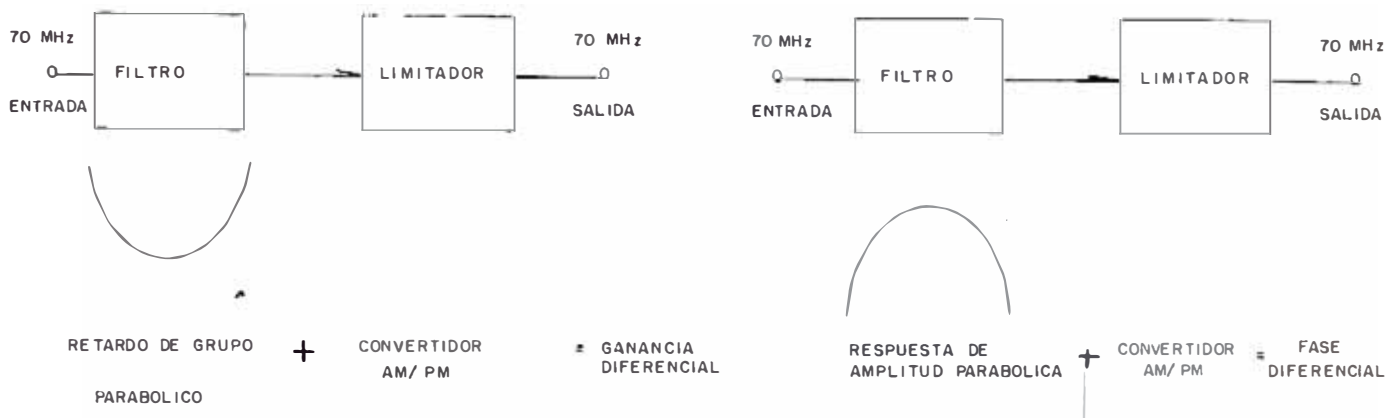 70 MHz
FILTRO
LIMITADOR
70 MHz
ENTRADA
SALIDA
RETARDO DE GRUPO
PARABOLICO
+
CONVERTIDOR
AM/PM
= GANANCIA
DIFERENCIAL
70 MHz
FILTRO
LIMITADOR
70 MHz
ENTRADA
SALIDA
RESPUESTA DE
AMPLITUD PARABOLICA
+
CONVERTIDOR
AM/PM
= FASE
DIFERENCIAL